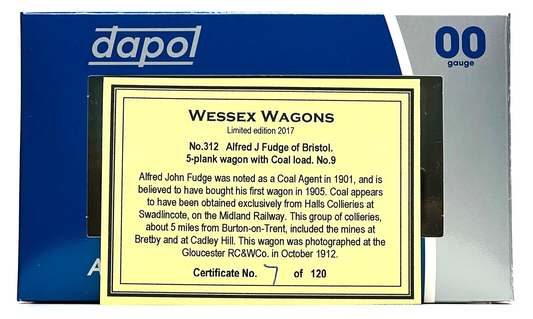 dapol
00
gauge
Wessex Wagons
Limited edition 2017
No.312 Alfred J Fudge of Bristol.
5-plank wagon with Coal load. No.9
Alfred John Fudge was noted as a Coal Agent in 1901, and is
believed to have bought his first wagon in 1905. Coal appears
to have been obtained exclusively from Halls Collieries at
Swadlincote, on the Midland Railway. This group of collieries,
about 5 miles from Burton-on-Trent, included the mines at
Bretby and at Cadley Hill. This wagon was photographed at the
Gloucester RC&WCo. in October 1912.
Certificate No. 7 of 120